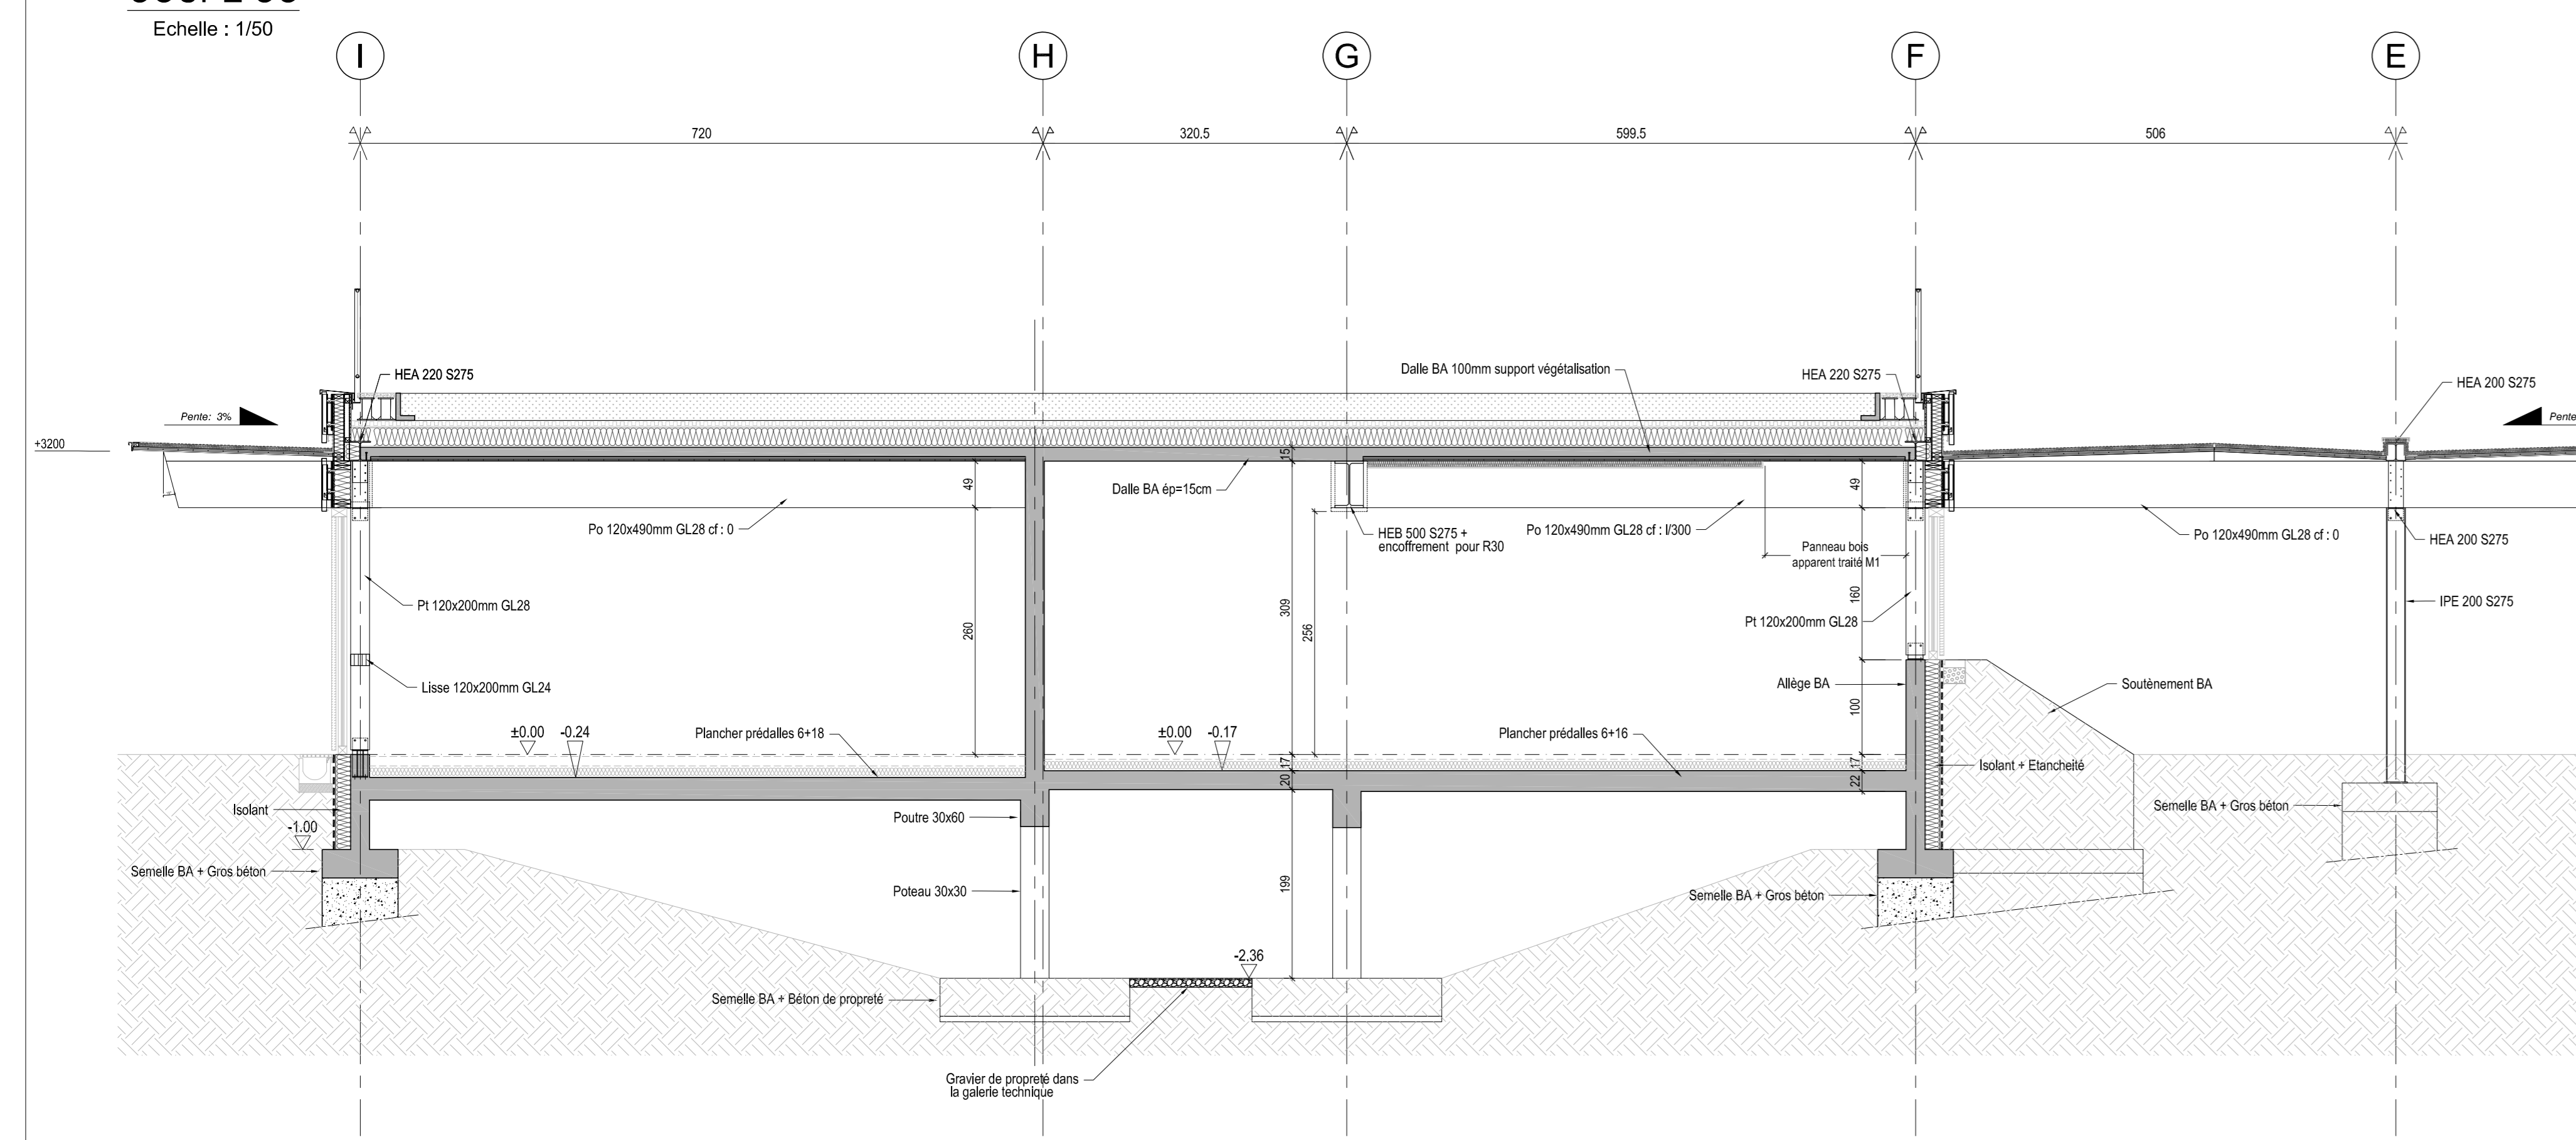 Echelle : 1/50
I
H
G
F
E
720
320.5
599.5
506
HEA 220 S275
Dalle BA 100mm support végétalisation
HEA 220 S275
HEA 200 S275
Pente: 3%
Pente
+3200
15
49
Dalle BA ép=15cm
49
Po 120x490mm GL28 cf : 0
HEB 500 S275 +
encoffrement pour R30
Po 120x490mm GL28 cf : l/300
Panneau bois
apparent traité M1
Po 120x490mm GL28 cf : 0
HEA 200 S275
Pt 120x200mm GL28
260
309
256
160
Pt 120x200mm GL28
IPE 200 S275
Lisse 120x200mm GL24
Allège BA
100
Soutènement BA
±0.00
-0.24
Plancher prédalles 6+18
±0.00
-0.17
Plancher prédalles 6+16
17
20
17
22
Isolant + Etancheité
Isolant
-1.00
Poutre 30x60
Semelle BA + Gros béton
Semelle BA + Gros béton
Poteau 30x30
199
Semelle BA + Gros béton
-2.36
Semelle BA + Béton de propreté
Gravier de propreté dans
la galerie technique